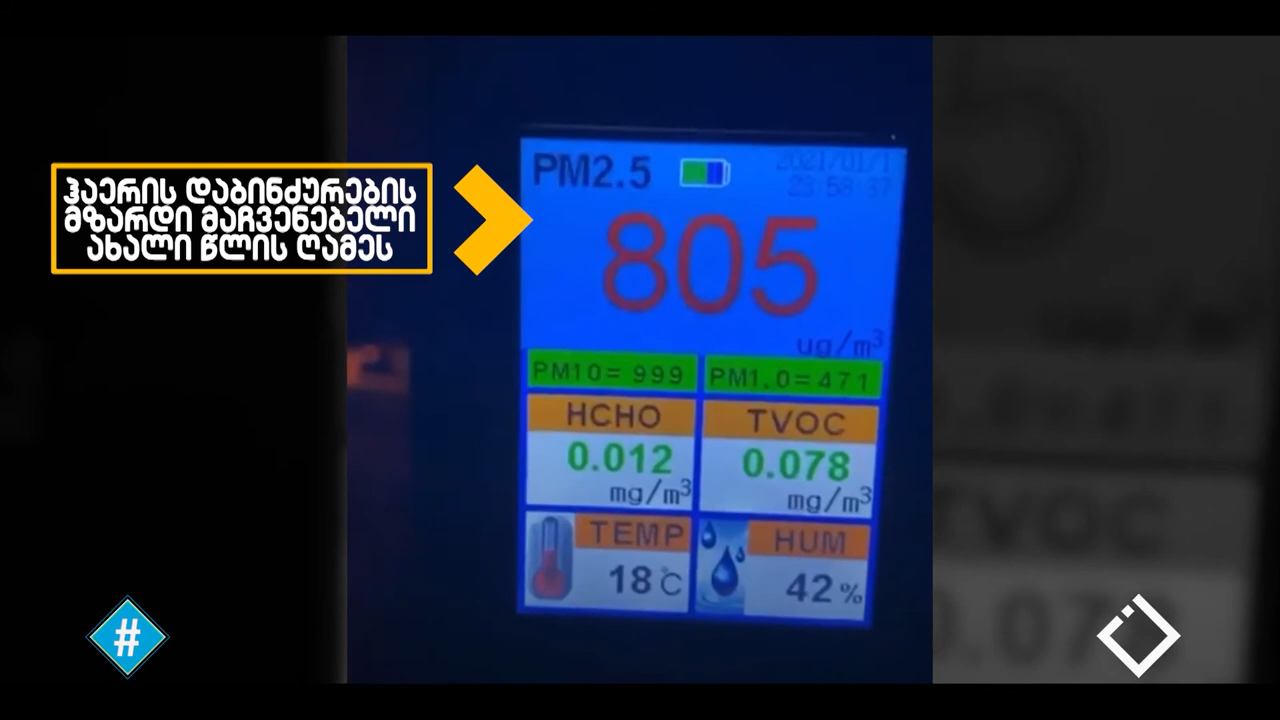 ჰაერის დაბინძურების
მზარდი მაჩვენებელი
ახალი წლის ღამეს
PM2.5
2021/01/1
23:58:37
805
ug/m³
PM10= 999
PM1.0= 471
HCHO
TVOC
0.012
0.078
mg/m³
mg/m³
TEMP
HUM
18℃
42%
#